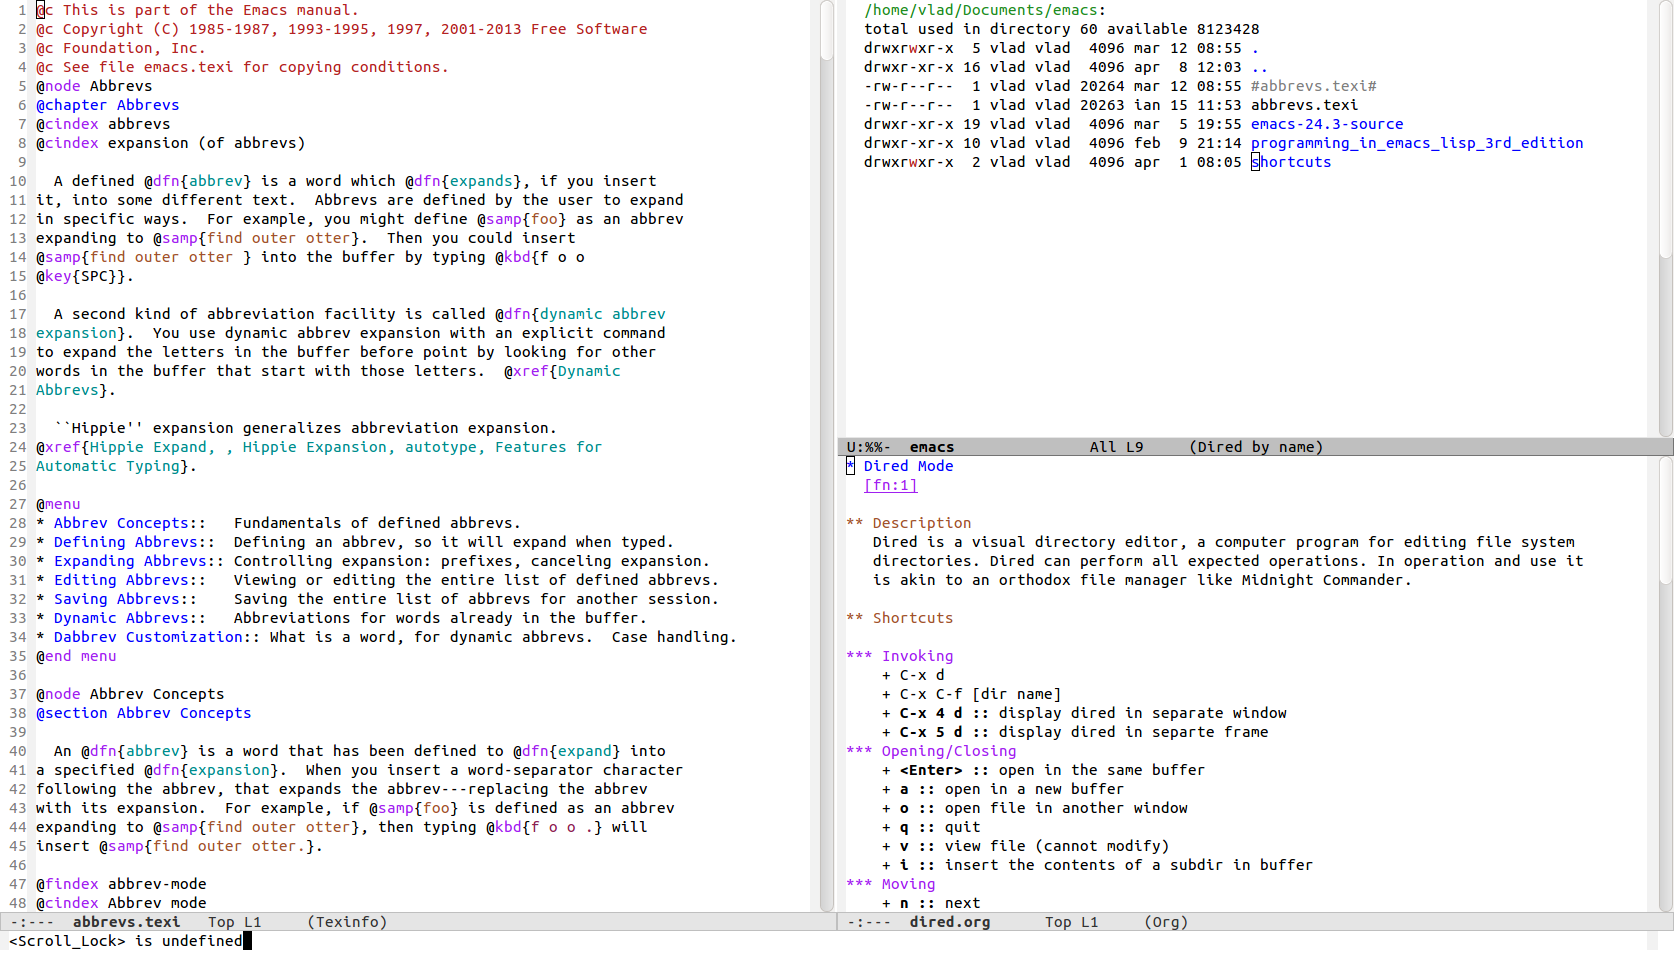 1 @c This is part of the Emacs manual.
2 @c Copyright (C) 1985-1987, 1993-1995, 1997, 2001-2013 Free Software
3 @c Foundation, Inc.
4 @c See file emacs.texi for copying conditions.
5 @node Abbrevs
6 @chapter Abbrevs
7 @cindex abbrevs
8 @cindex expansion (of abbrevs)
9
10   A defined @dfn{abbrev} is a word which @dfn{expands}, if you insert
11 it, into some different text.  Abbrevs are defined by the user to expand
12 in specific ways.  For example, you might define @samp{foo} as an abbrev
13 expanding to @samp{find outer otter}.  Then you could insert
14 @samp{find outer otter } into the buffer by typing @kbd{f o o
15 @key{SPC}}.
16
17   A second kind of abbreviation facility is called @dfn{dynamic abbrev
18 expansion}.  You use dynamic abbrev expansion with an explicit command
19 to expand the letters in the buffer before point by looking for other
20 words in the buffer that start with those letters.  @xref{Dynamic
21 Abbrevs}.
22
23   ``Hippie'' expansion generalizes abbreviation expansion.
24 @xref{Hippie Expand, , Hippie Expansion, autotype, Features for
25 Automatic Typing}.
26
27 @menu
28 * Abbrev Concepts::   Fundamentals of defined abbrevs.
29 * Defining Abbrevs::  Defining an abbrev, so it will expand when typed.
30 * Expanding Abbrevs:: Controlling expansion: prefixes, canceling expansion.
31 * Editing Abbrevs::   Viewing or editing the entire list of defined abbrevs.
32 * Saving Abbrevs::    Saving the entire list of abbrevs for another session.
33 * Dynamic Abbrevs::   Abbreviations for words already in the buffer.
34 * Dabbrev Customization:: What is a word, for dynamic abbrevs.  Case handling.
35 @end menu
36
37 @node Abbrev Concepts
38 @section Abbrev Concepts
39
40   An @dfn{abbrev} is a word that has been defined to @dfn{expand} into
41 a specified @dfn{expansion}.  When you insert a word-separator character
42 following the abbrev, that expands the abbrev---replacing the abbrev
43 with its expansion.  For example, if @samp{foo} is defined as an abbrev
44 expanding to @samp{find outer otter}, then typing @kbd{f o o .} will
45 insert @samp{find outer otter.}.
46
47 @findex abbrev-mode
48 @cindex Abbrev mode
-:---  abbrevs.texi   Top L1     (Texinfo)
/home/vlad/Documents/emacs:
total used in directory 60 available 8123428
drwxrwxr-x  5 vlad vlad  4096 mar 12 08:55 .
drwxr-xr-x 16 vlad vlad  4096 apr  8 12:03 ..
-rw-r--r--  1 vlad vlad 20264 mar 12 08:55 #abbrevs.texi#
-rw-r--r--  1 vlad vlad 20263 ian 15 11:53 abbrevs.texi
drwxr-xr-x 19 vlad vlad  4096 mar  5 19:55 emacs-24.3-source
drwxr-xr-x 10 vlad vlad  4096 feb  9 21:14 programming_in_emacs_lisp_3rd_edition
drwxrwxr-x  2 vlad vlad  4096 apr  1 08:05 shortcuts
U:%%-  emacs               All L9     (Dired by name)
* Dired Mode
[fn:1]

** Description
Dired is a visual directory editor, a computer program for editing file system
directories. Dired can perform all expected operations. In operation and use it
is akin to an orthodox file manager like Midnight Commander.

** Shortcuts

*** Invoking
+ C-x d
+ C-x C-f [dir name]
+ C-x 4 d :: display dired in separate window
+ C-x 5 d :: display dired in separte frame
*** Opening/Closing
+ <Enter> :: open in the same buffer
+ a :: open in a new buffer
+ o :: open file in another window
+ q :: quit
+ v :: view file (cannot modify)
+ i :: insert the contents of a subdir in buffer
*** Moving
+ n :: next
-:---  dired.org      Top L1     (Org)
<Scroll_Lock> is undefined